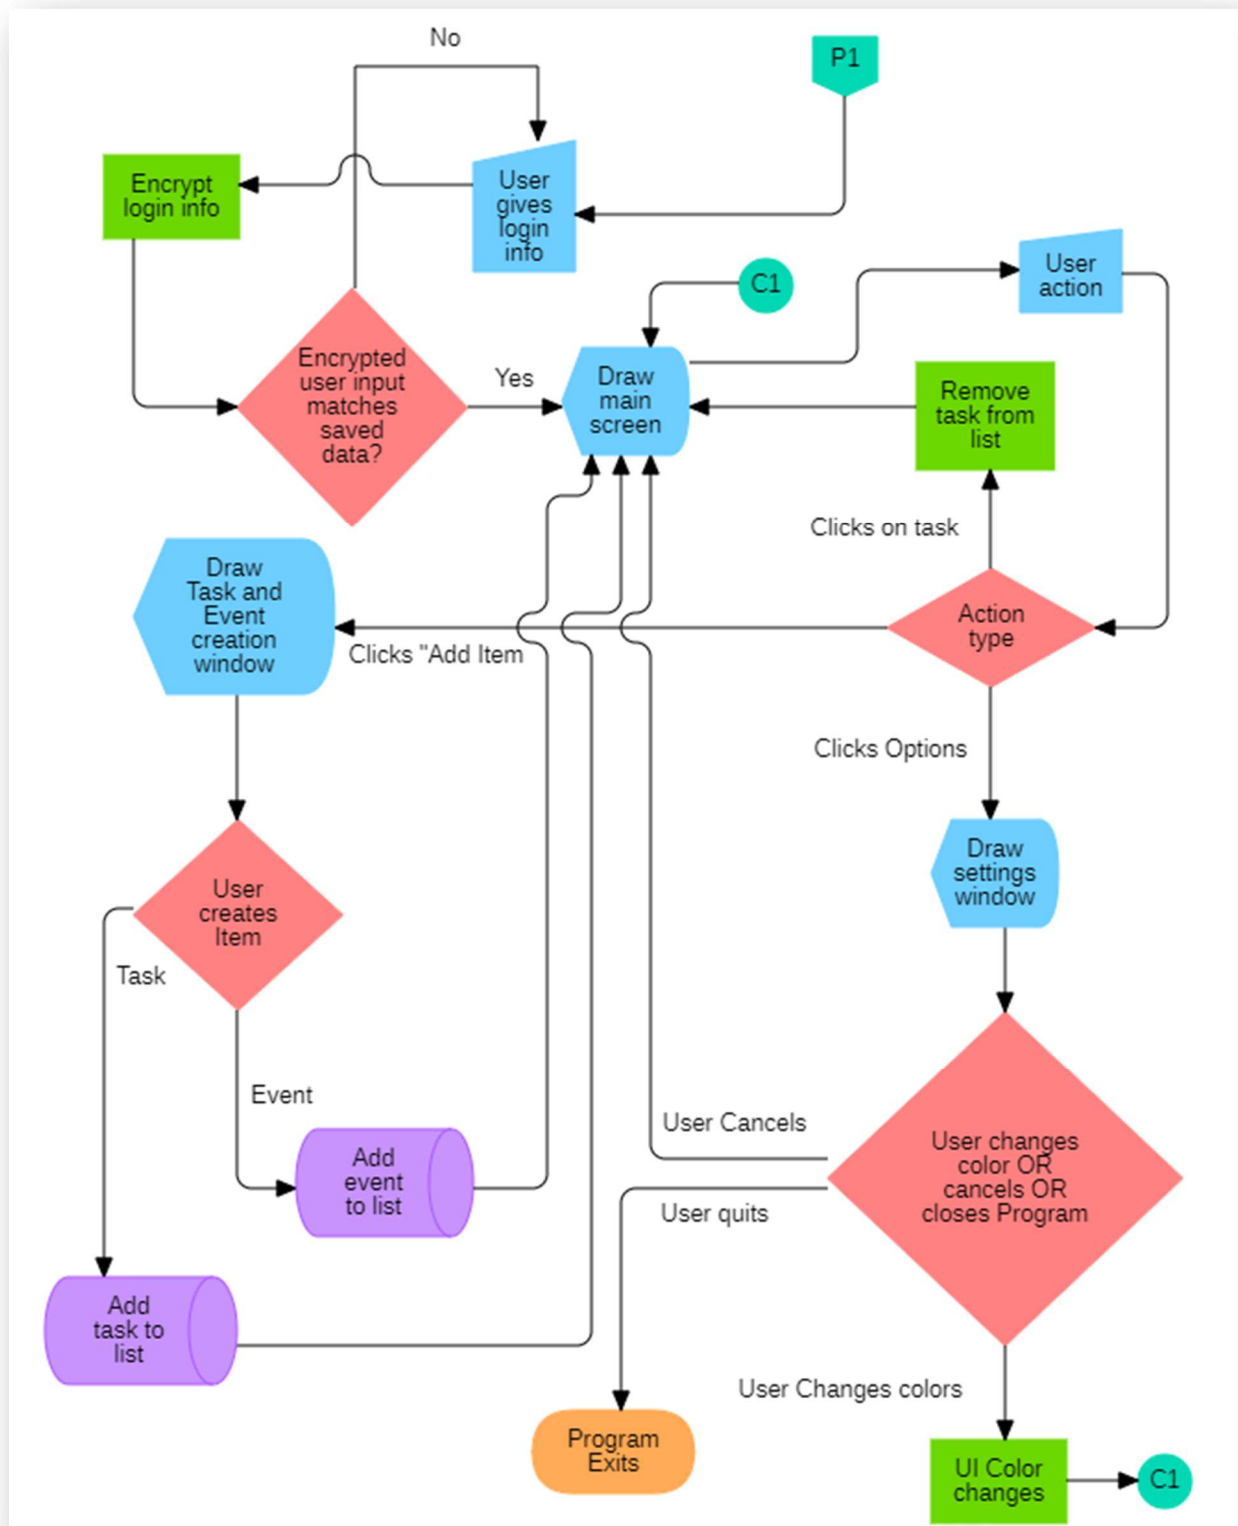 No
P1
Encrypt
login info
User
gives
login
info
C1
User
action
Encrypted
user input
matches
saved
data?
Yes
Draw
main
screen
Remove
task from
list
Clicks on task
Draw
Task and
Event
creation
window
Clicks "Add Item
Action
type
Clicks Options
Draw
settings
window
User
creates
Item
Task
Event
Add
event
to list
User Cancels
User quits
User changes
color OR
cancels OR
closes Program
Add
task to
list
User Changes colors
Program
Exits
UI Color
changes
C1